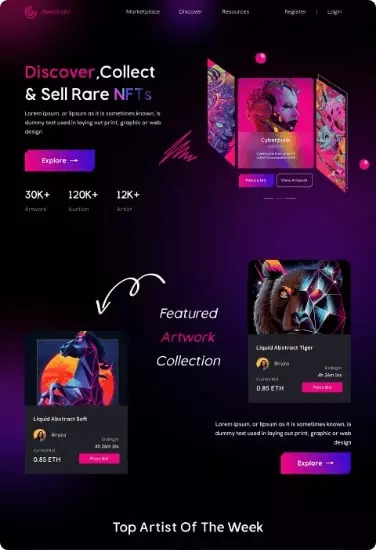 Marketplace
Discover
Resources
Register
|
Login
Discover,Collect
& Sell Rare NFTs
Lorem ipsum, or lipsum as it is sometimes known, is
dummy text used in laying out print, graphic or web
design
Explore →
30K+
120K+
12K+
Artwork
Auction
Artist
Cyberpunk
Place a bid
View Artwork
Featured
Artwork
Collection
Liquid Abstract Tiger
@ryzo
Ending in
4h 26m 16s
Current Bid
0.85 ETH
Place Bid
Liquid Abstract Soft
@ryzo
Ending in
4h 26m 16s
Current Bid
0.85 ETH
Place Bid
Lorem ipsum, or lipsum as it is sometimes known, is
dummy text used in laying out print, graphic or web
design
Explore →
Top Artist Of The Week